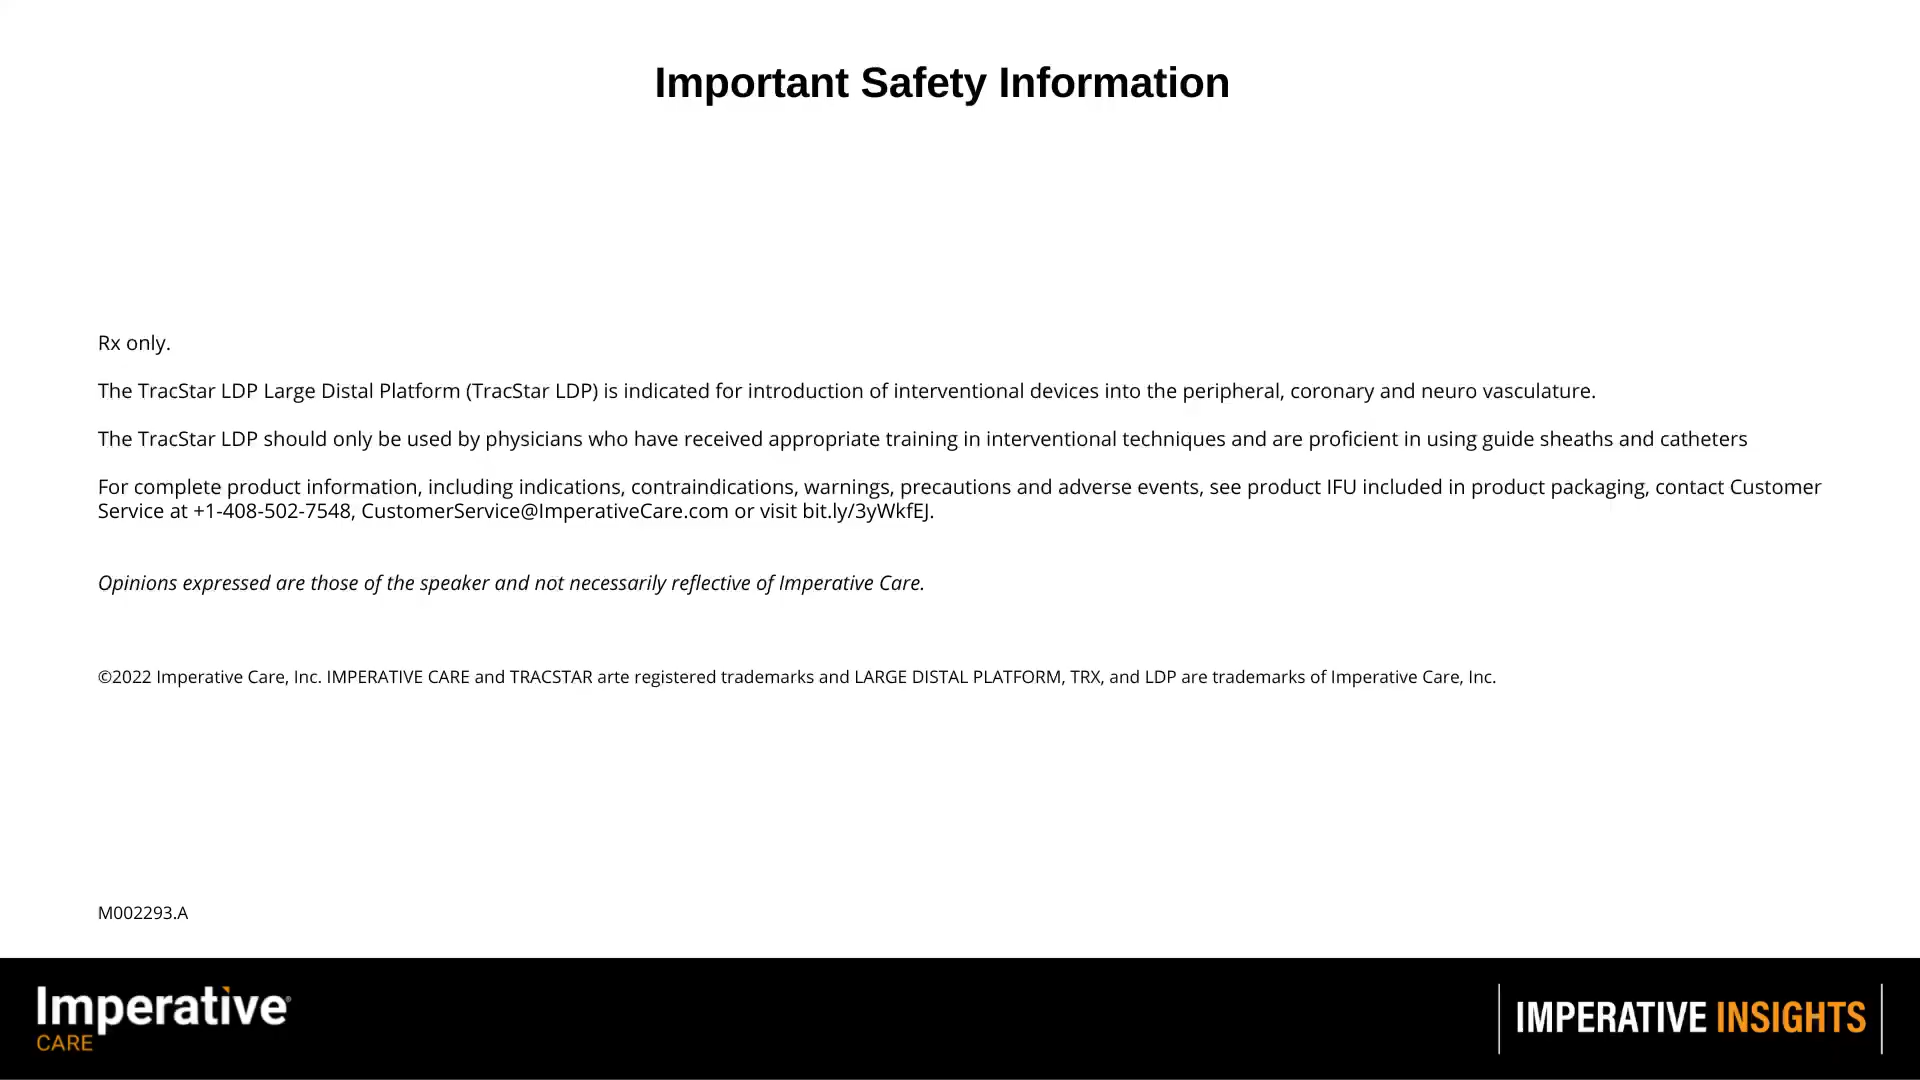 Important Safety Information
Rx only.
The TracStar LDP Large Distal Platform (TracStar LDP) is indicated for introduction of interventional devices into the peripheral, coronary and neuro vasculature.
The TracStar LDP should only be used by physicians who have received appropriate training in interventional techniques and are proficient in using guide sheaths and catheters
For complete product information, including indications, contraindications, warnings, precautions and adverse events, see product IFU included in product packaging, contact Customer
Service at +1-408-502-7548, CustomerService@ImperativeCare.com or visit bit.ly/3yWkfEJ.
Opinions expressed are those of the speaker and not necessarily reflective of Imperative Care.
©2022 Imperative Care, Inc. IMPERATIVE CARE and TRACSTAR arte registered trademarks and LARGE DISTAL PLATFORM, TRX, and LDP are trademarks of Imperative Care, Inc.
M002293.A
Imperative®
CARE
IMPERATIVE INSIGHTS